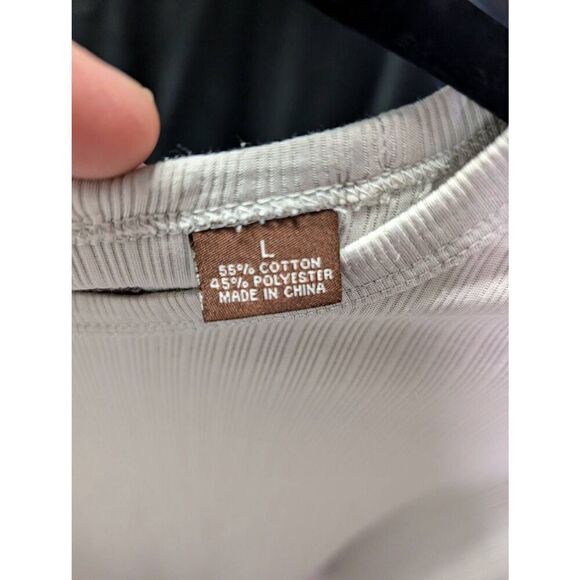 L
55% COTTON
45% POLYESTER
MADE IN CHINA